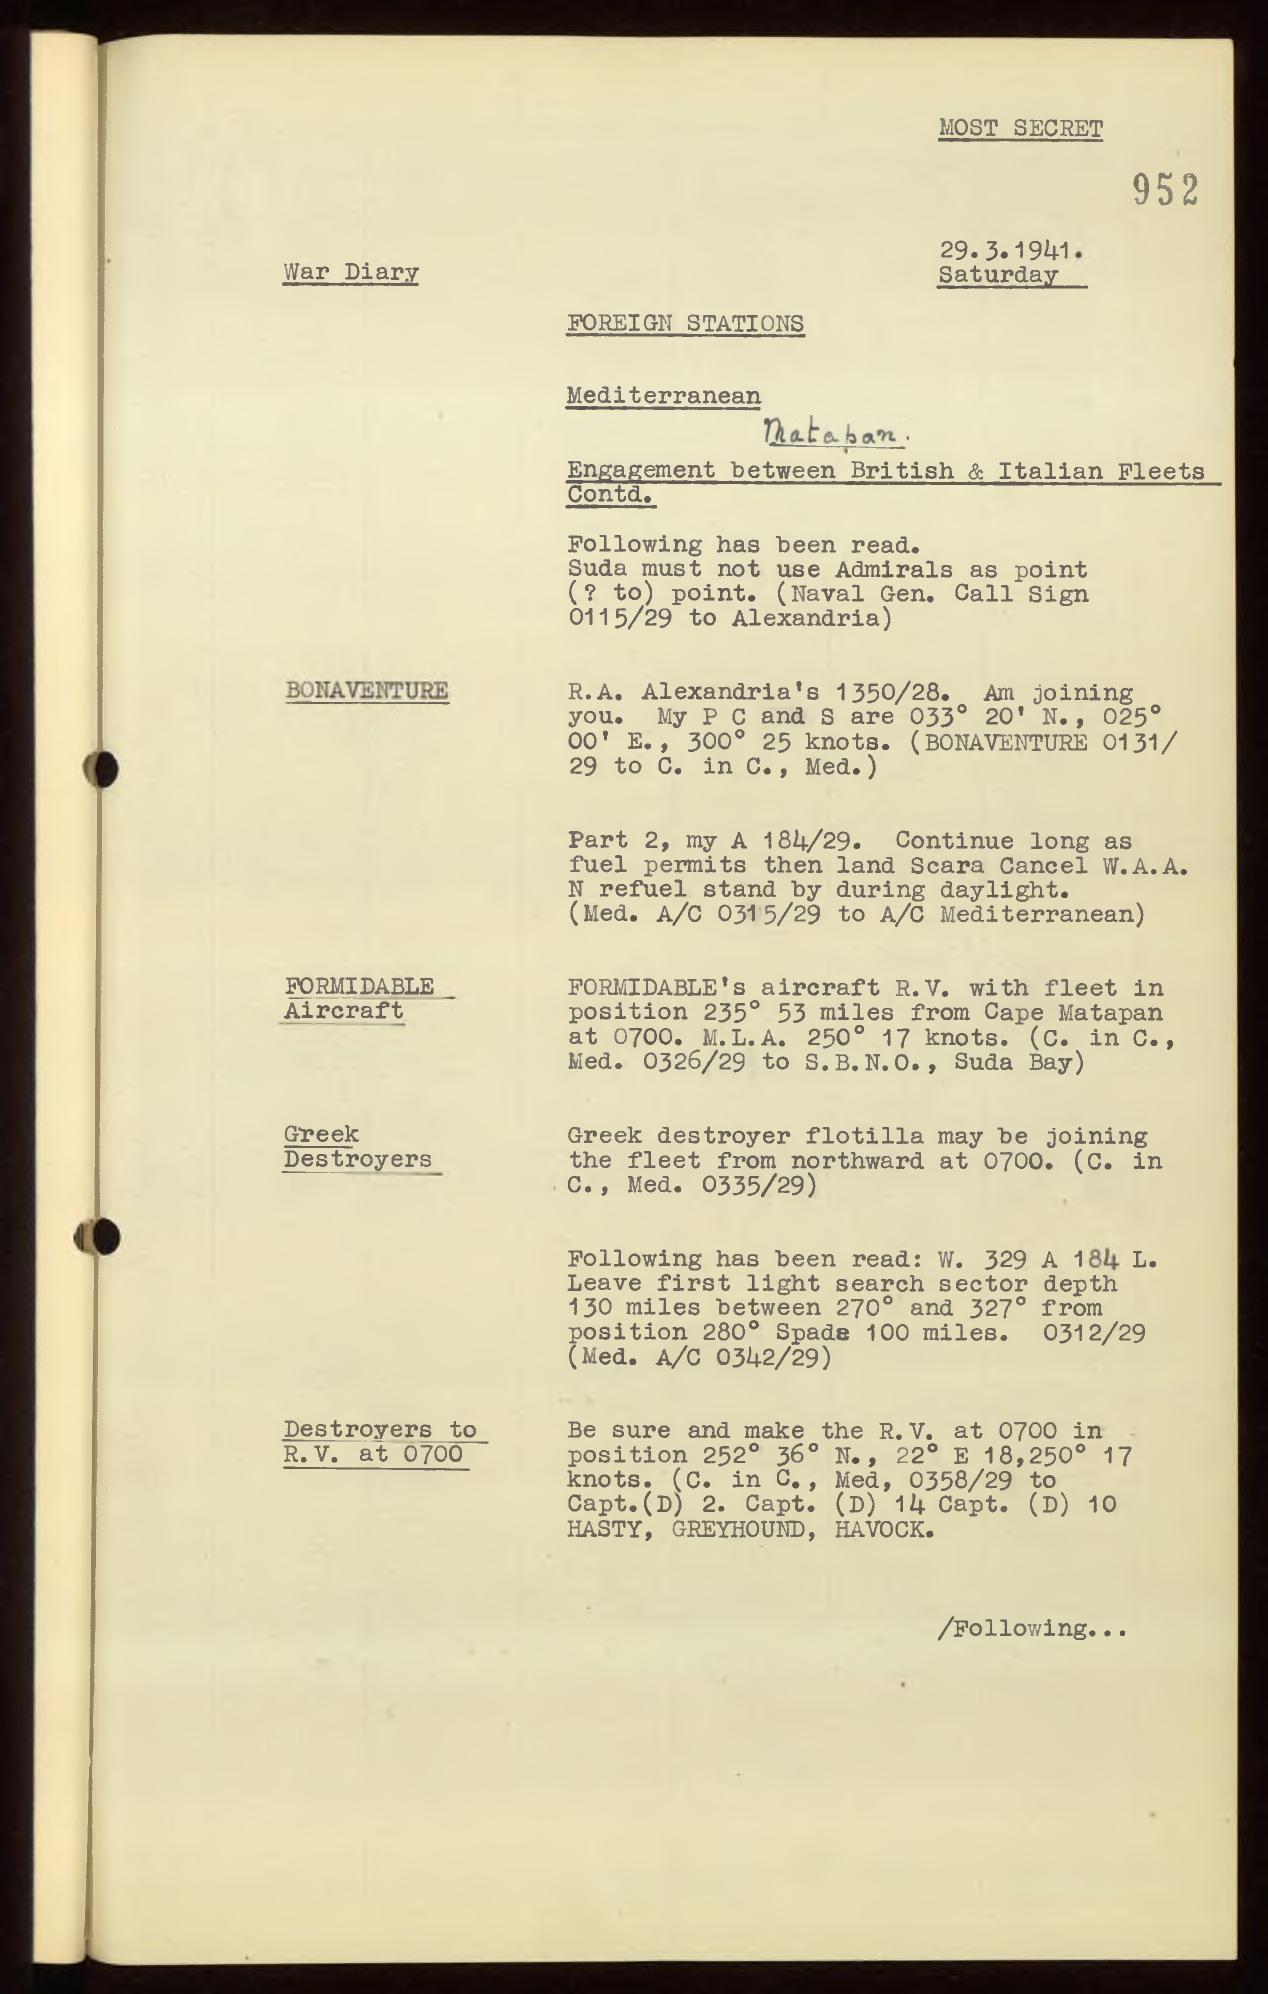 MOST SECRET
952
29.3.1941.
War Diary
Saturday
FOREIGN STATIONS
Mediterranean
Matapan.
Engagement between British & Italian Fleets
Contd.
Following has been read.
Suda must not use Admirals as point
(? to) point. (Naval Gen. Call Sign
0115/29 to Alexandria)
BONAVENTURE
R.A. Alexandria's 1350/28. Am joining
you. My P C and S are 033° 20' N., 025°
00' E., 300° 25 knots. (BONAVENTURE 0131/
29 to C. in C., Med.)
Part 2, my A 184/29. Continue long as
fuel permits then land Scara Cancel W.A.A.
N refuel stand by during daylight.
(Med. A/C 0315/29 to A/C Mediterranean)
FORMIDABLE
Aircraft
FORMIDABLE's aircraft R.V. with fleet in
position 235° 53 miles from Cape Matapan
at 0700. M.L.A. 250° 17 knots. (C. in C.,
Med. 0326/29 to S.B.N.O., Suda Bay)
Greek
Destroyers
Greek destroyer flotilla may be joining
the fleet from northward at 0700. (C. in
C., Med. 0335/29)
Following has been read: W. 329 A 184 L.
Leave first light search sector depth
130 miles between 270° and 327° from
position 280° Spade 100 miles. 0312/29
(Med. A/C 0342/29)
Destroyers to
R.V. at 0700
Be sure and make the R.V. at 0700 in
position 252° 36° N., 22° E 18,250° 17
knots. (C. in C., Med, 0358/29 to
Capt.(D) 2. Capt. (D) 14 Capt. (D) 10
HASTY, GREYHOUND, HAVOCK.
/Following...